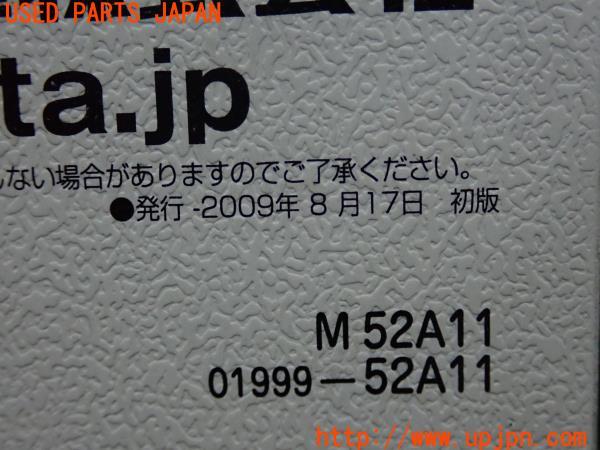 USED PARTS JAPAN
ta.jp
ない場合がありますのでご了承ください。
●発行 -2009年 8 月17日　初版
M 52A11
01999−52A11
http://www.upjpn.com